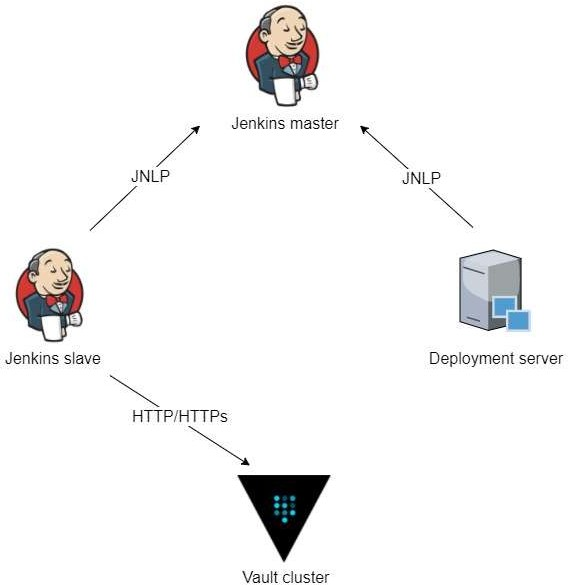 Jenkins master
JNLP
JNLP
Jenkins slave
Deployment server
HTTP/HTTPs
Vault cluster